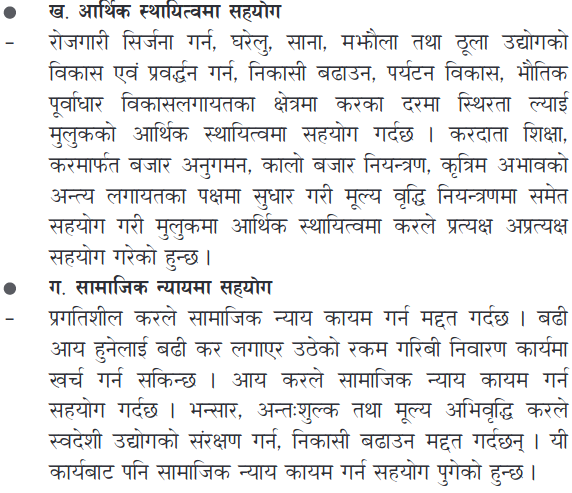 ● ख. आर्थिक स्थायित्वमा सहयोग
– रोजगारी सिर्जना गर्न, घरेलु, साना, मझौला तथा ठूला उद्योगको
विकास एवं प्रवर्द्धन गर्न, निकासी बढाउन, पर्यटन विकास, भौतिक
पूर्वाधार विकासलगायतका क्षेत्रमा करका दरमा स्थिरता ल्याई
मुलुकको आर्थिक स्थायित्वमा सहयोग गर्दछ । करदाता शिक्षा,
करमार्फत बजार अनुगमन, कालो बजार नियन्त्रण, कृत्रिम अभावको
अन्त्य लगायतका पक्षमा सुधार गरी मूल्य वृद्धि नियन्त्रणमा समेत
सहयोग गरी मुलुकमा आर्थिक स्थायित्वमा करले प्रत्यक्ष अप्रत्यक्ष
सहयोग गरेको हुन्छ ।
● ग. सामाजिक न्यायमा सहयोग
– प्रगतिशील करले सामाजिक न्याय कायम गर्न मद्दत गर्दछ । बढी
आय हुनेलाई बढी कर लगाएर उठेको रकम गरिबी निवारण कार्यमा
खर्च गर्न सकिन्छ । आय करले सामाजिक न्याय कायम गर्न
सहयोग गर्दछ । भन्सार, अन्तःशुल्क तथा मूल्य अभिवृद्धि करले
स्वदेशी उद्योगको संरक्षण गर्न, निकासी बढाउन मद्दत गर्दछन् । यी
कार्यबाट पनि सामाजिक न्याय कायम गर्न सहयोग पुगेको हुन्छ ।